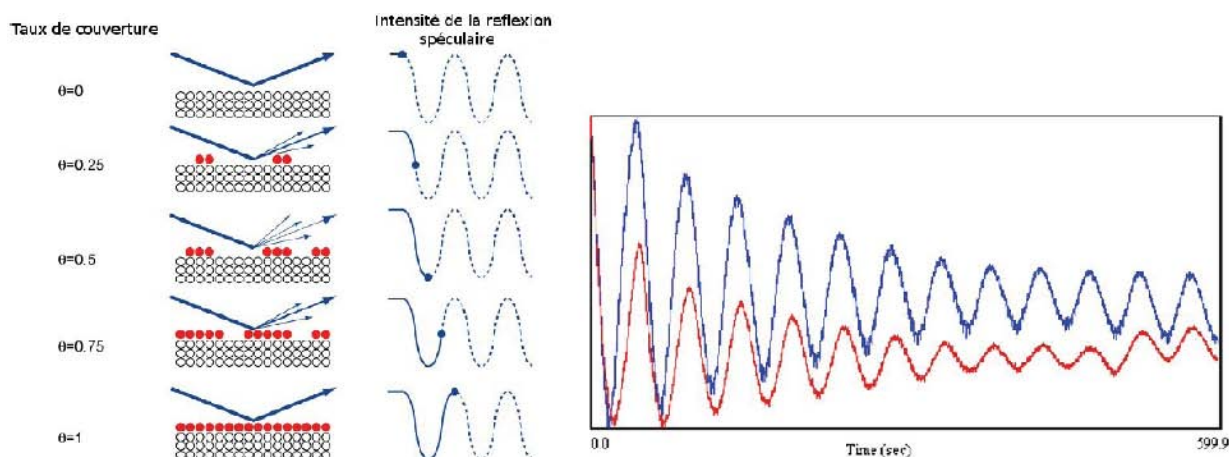 Taux de couverture
Intensité de la reflexion
spéculaire
θ=0
θ=0.25
θ=0.5
θ=0.75
θ=1
0.0
Time (sec)
599.9